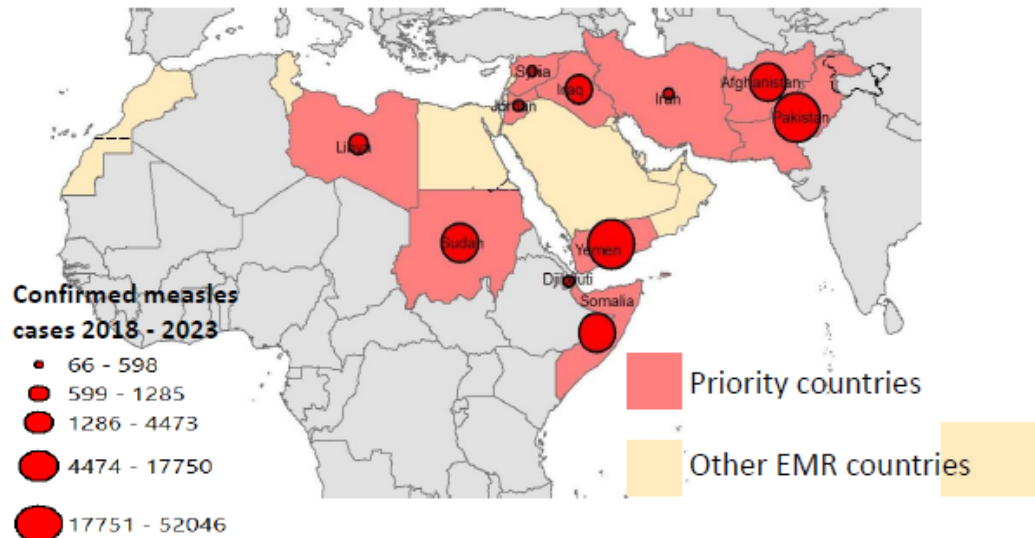 Syria
Iraq
Jordan
Iran
Afghanistan
Pakistan
Libya
Sudan
Yemen
Djibouti
Somalia
Confirmed measles
cases 2018 - 2023
66 - 598
599 - 1285
1286 - 4473
4474 - 17750
17751 - 52046
Priority countries
Other EMR countries